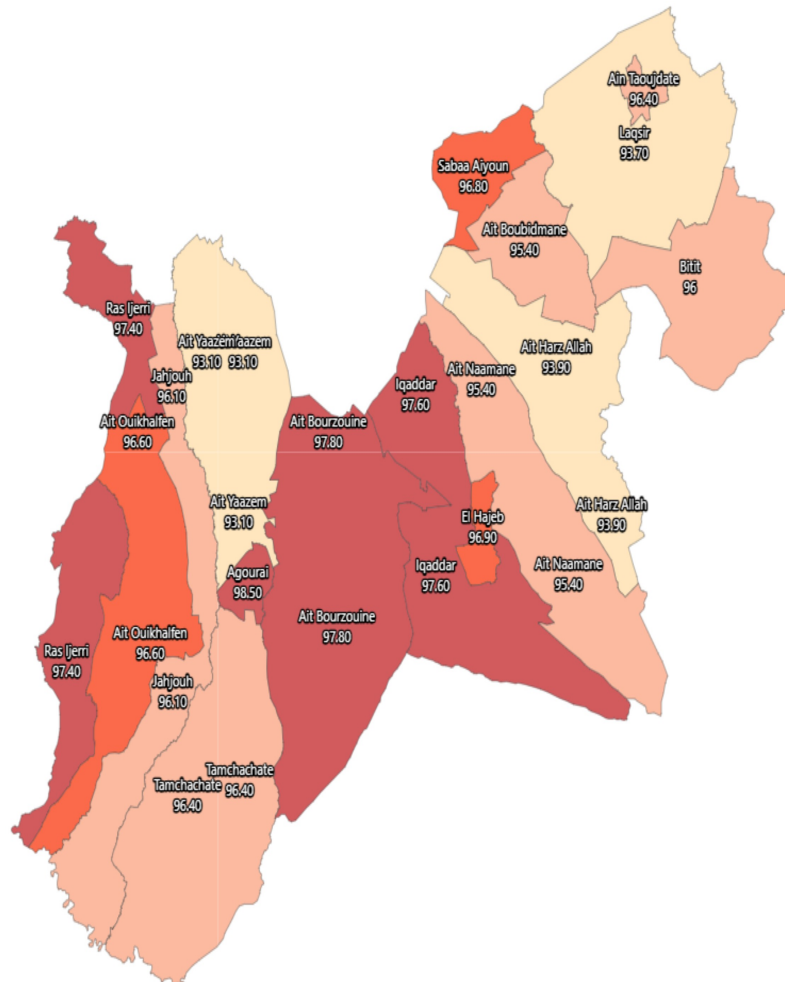 Ain Taoujdate
96.40
Laqsir
93.70
Sabaa Aiyoun
96.80
Ait Boubidmane
95.40
Bitit
96
Ras Ijerri
97.40
Ait Yaazem
93.10
Yaazem
93.10
Ait Harz Allah
93.90
Jahjouh
96.10
Ait Naamane
95.40
Iqaddar
97.60
Ait Ouikhalfen
96.60
Ait Bourzouine
97.80
Ait Yaazem
93.10
Ait Harz Allah
93.90
El Hajeb
96.90
Agourai
98.50
Iqaddar
97.60
Ait Naamane
95.40
Ait Bourzouine
97.80
Ait Ouikhalfen
96.60
Ras Ijerri
97.40
Jahjouh
96.10
Tamchachate
96.40
Tamchachate
96.40